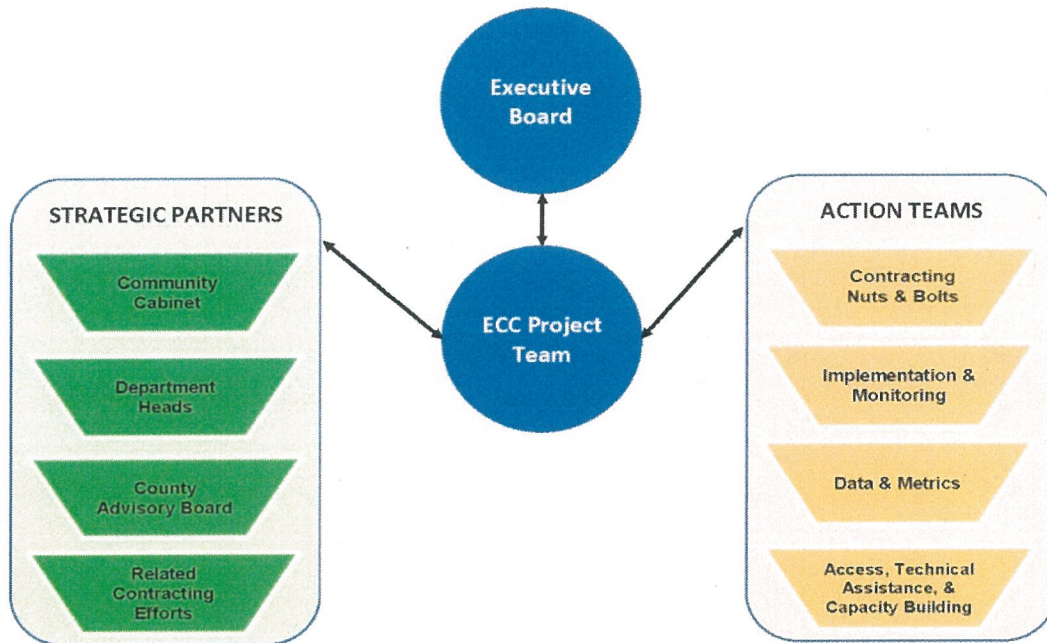 Executive
Board
STRATEGIC PARTNERS
Community
Cabinet
Department
Heads
County
Advisory Board
Related
Contracting
Efforts
ECC Project
Team
ACTION TEAMS
Contracting
Nuts & Bolts
Implementation &
Monitoring
Data & Metrics
Access, Technical
Assistance, &
Capacity Building